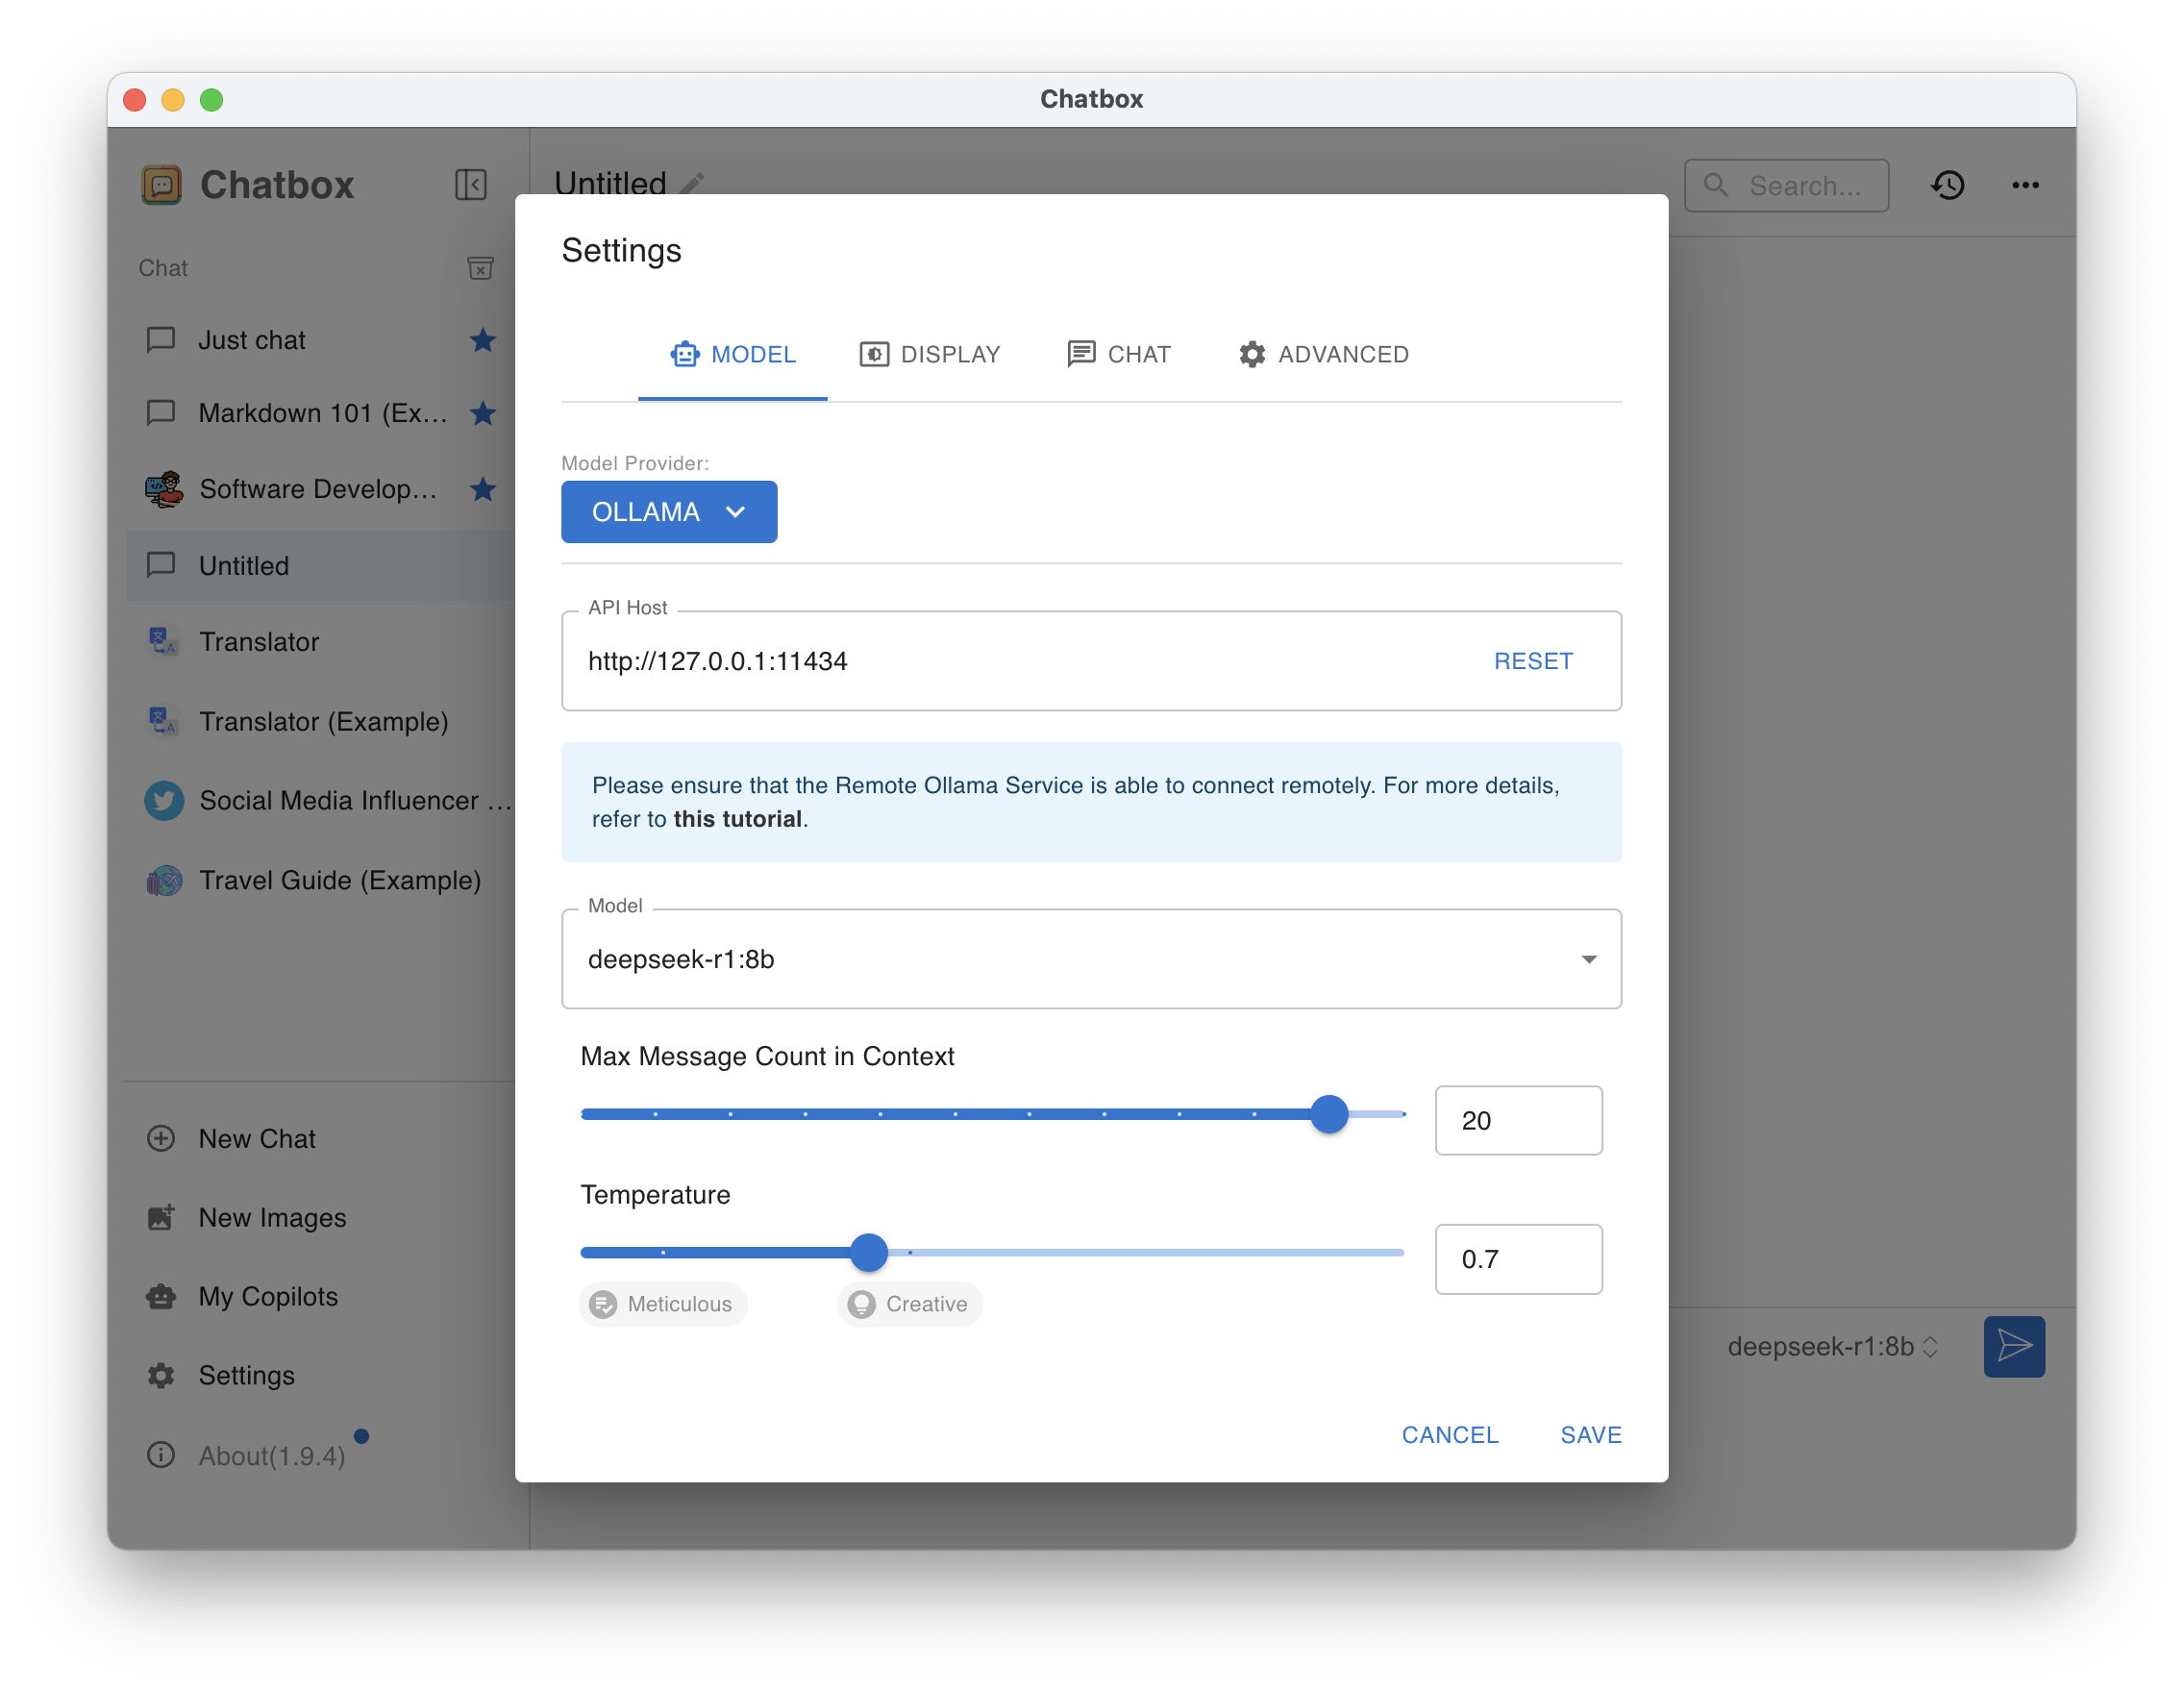 Chatbox
Chatbox
Chat
Just chat
Markdown 101 (Ex...
Software Develop...
Untitled
Translator
Translator (Example)
Social Media Influencer ...
Travel Guide (Example)
New Chat
New Images
My Copilots
Settings
About(1.9.4)
Untitled
Search...
Settings
MODEL
DISPLAY
CHAT
ADVANCED
Model Provider:
OLLAMA
API Host
http://127.0.0.1:11434
RESET
Please ensure that the Remote Ollama Service is able to connect remotely. For more details,
refer to this tutorial.
Model
deepseek-r1:8b
Max Message Count in Context
20
Temperature
0.7
Meticulous
Creative
CANCEL
SAVE
deepseek-r1:8b